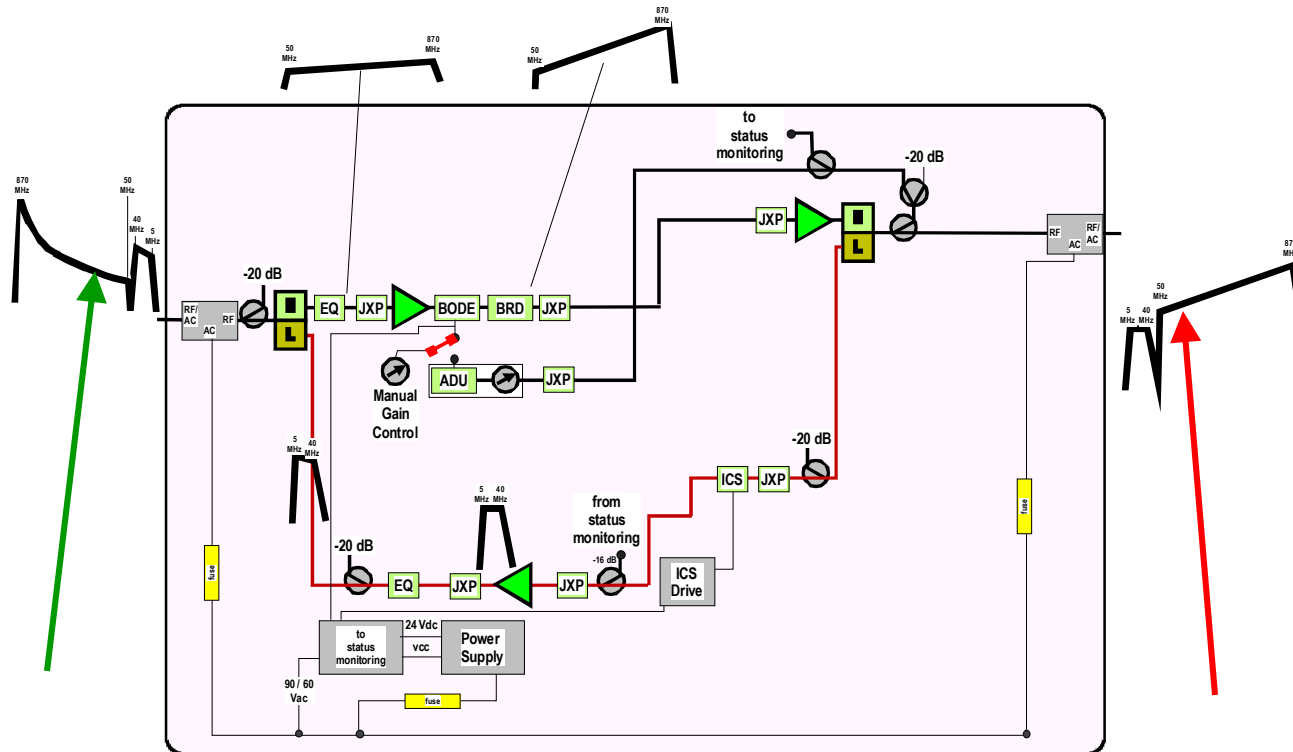 870
MHz
50
MHz
870
MHz
50
MHz
870
MHz
50
MHz
40
MHz
5
MHz
to
status
monitoring
-20 dB
-20 dB
RF/
AC
RF
AC
EQ
JXP
BODE
BRD
JXP
JXP
L
L
RF
RF/
AC
AC
ADU
JXP
Manual
Gain
Control
50
MHz
5
MHz
40
MHz
5
MHz
40
MHz
5
MHz
40
MHz
-20 dB
ICS
JXP
from
status
monitoring
-16 dB
-20 dB
EQ
JXP
JXP
ICS
Drive
fuse
fuse
to
status
monitoring
24 Vdc
vcc
Power
Supply
90 / 60
Vac
fuse